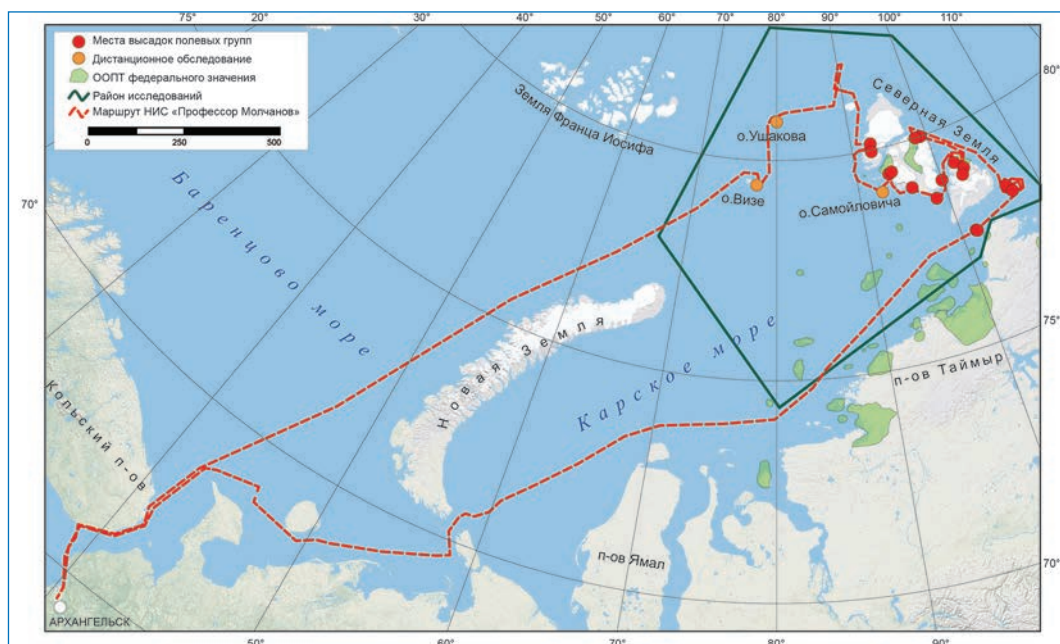 75° 20° 30° 40° 50° 60° 70° 80° 90° 100° 110°
Места высадок полевых групп
Дистанционное обследование
ООПТ федерального значения
Район исследований
Маршрут НИС «Профессор Молчанов»
0 250 500
80°
Земля Франца Иосифа
Северная Земля
о.Ушакова
о.Визе
о.Самойловича
70°
Баренцово море
75°
Новая Земля
Карское море
п-ов Таймыр
Кольский п-ов
п-ов Ямал
70°
АРХАНГЕЛЬСК
50° 60° 70° 80° 90°